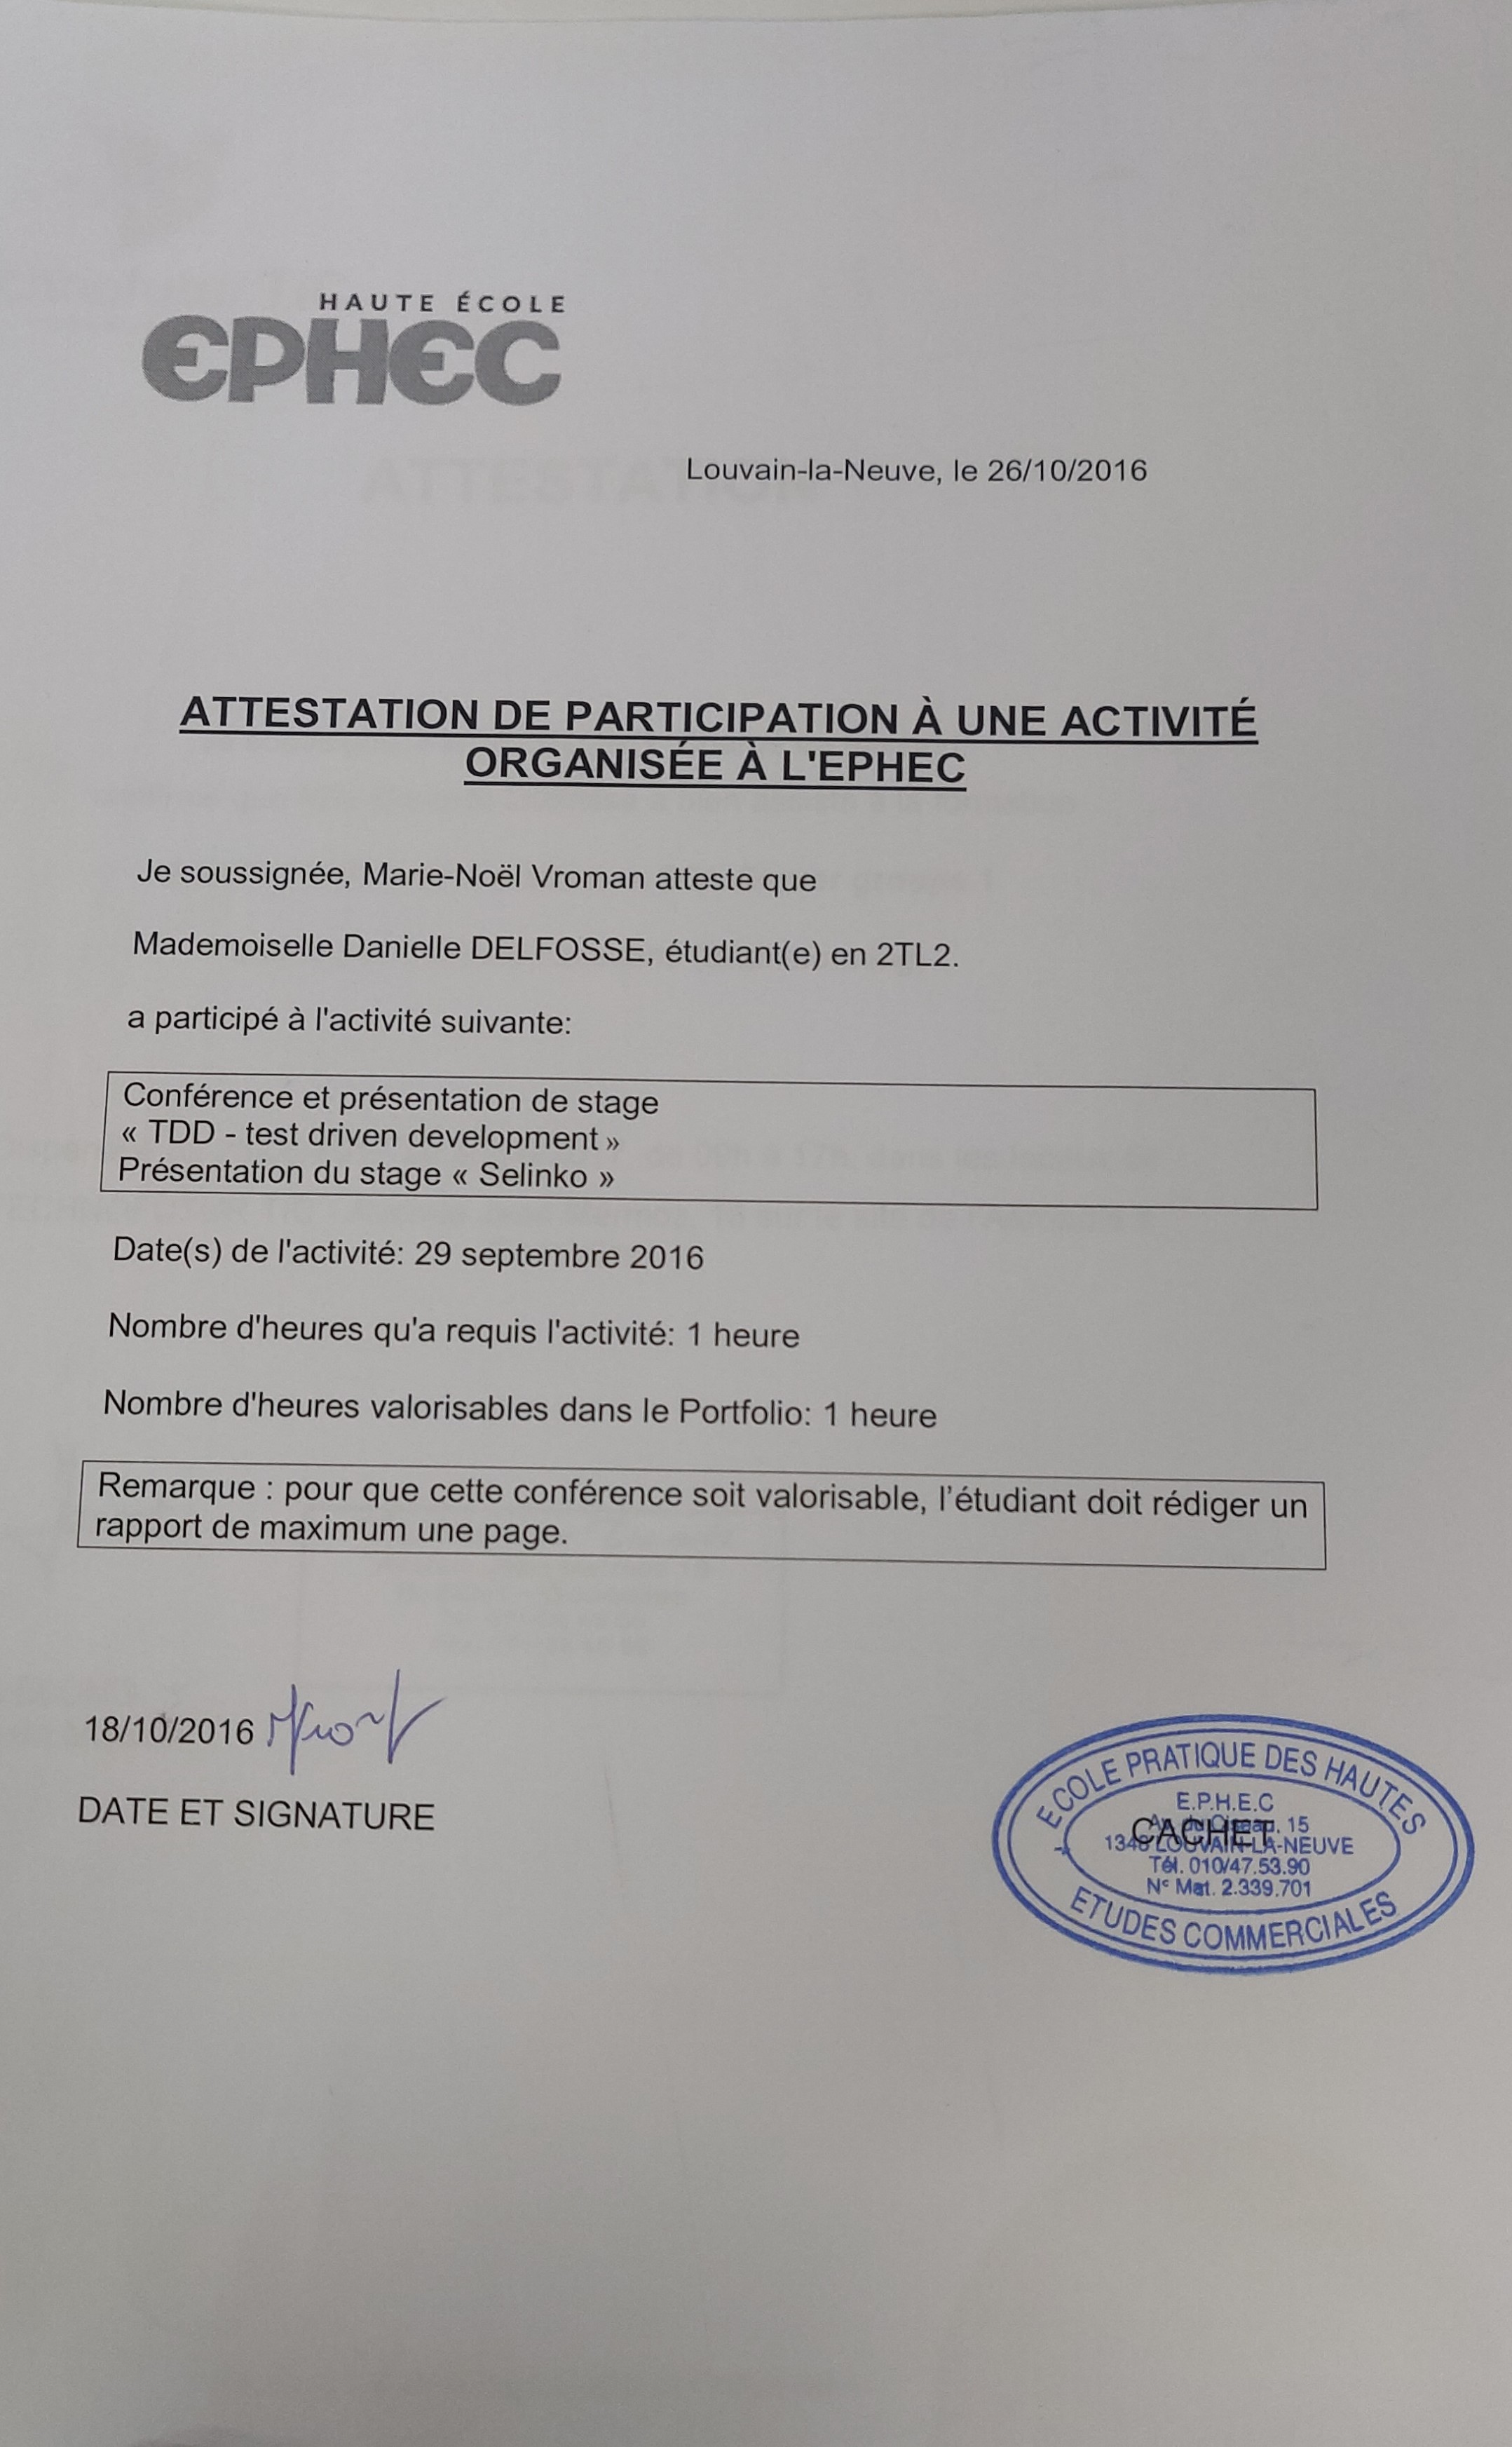 HAUTE ÉCOLE
EPHEC
Louvain-la-Neuve, le 26/10/2016
ATTESTATION DE PARTICIPATION À UNE ACTIVITÉ
ORGANISÉE À L'EPHEC
Je soussignée, Marie-Noël Vroman atteste que
Mademoiselle Danielle DELFOSSE, étudiant(e) en 2TL2.
a participé à l'activité suivante:
Conférence et présentation de stage
« TDD - test driven development »
Présentation du stage « Selinko »
Date(s) de l'activité: 29 septembre 2016
Nombre d'heures qu'a requis l'activité: 1 heure
Nombre d'heures valorisables dans le Portfolio: 1 heure
Remarque : pour que cette conférence soit valorisable, l'étudiant doit rédiger un
rapport de maximum une page.
18/10/2016
DATE ET SIGNATURE
ECOLE PRATIQUE DES HAUTES
E.P.H.E.C
Av. du Ciseau, 15
CACHET
1348 LOUVAIN-LA-NEUVE
Tél. 010/47.53.90
N° Mat. 2.339.701
ETUDES COMMERCIALES